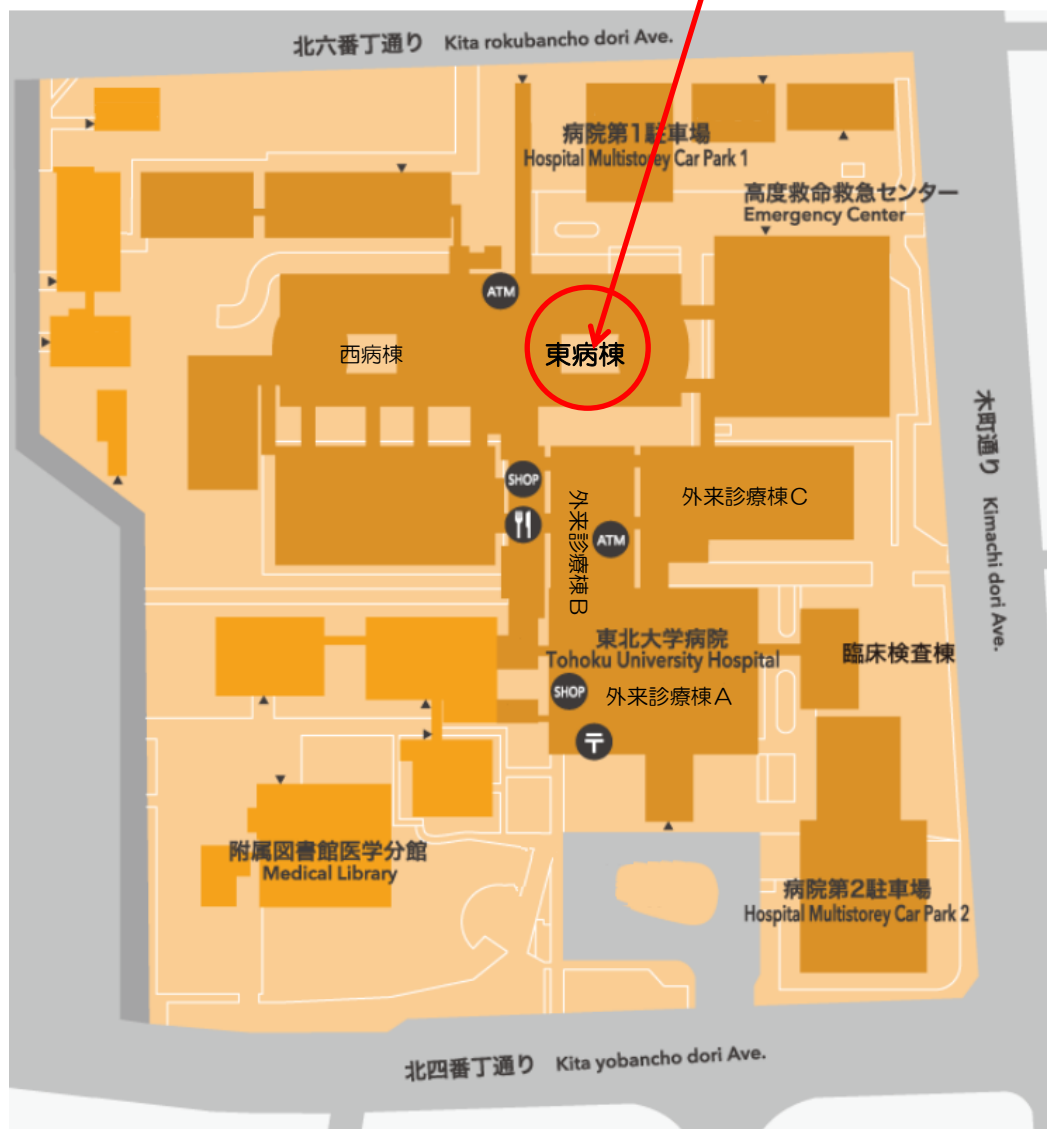 北六番丁通り Kita rokubancho dori Ave.
病院第1駐車場
Hospital Multistorey Car Park 1
高度救命救急センター
Emergency Center
ATM
西病棟
東病棟
木町通り Kimachi dori Ave.
SHOP
外来診療棟C
外来診療棟B
ATM
東北大学病院
Tohoku University Hospital
臨床検査棟
SHOP
外来診療棟A
〒
附属図書館医学分館
Medical Library
病院第2駐車場
Hospital Multistorey Car Park 2
北四番丁通り Kita yobancho dori Ave.